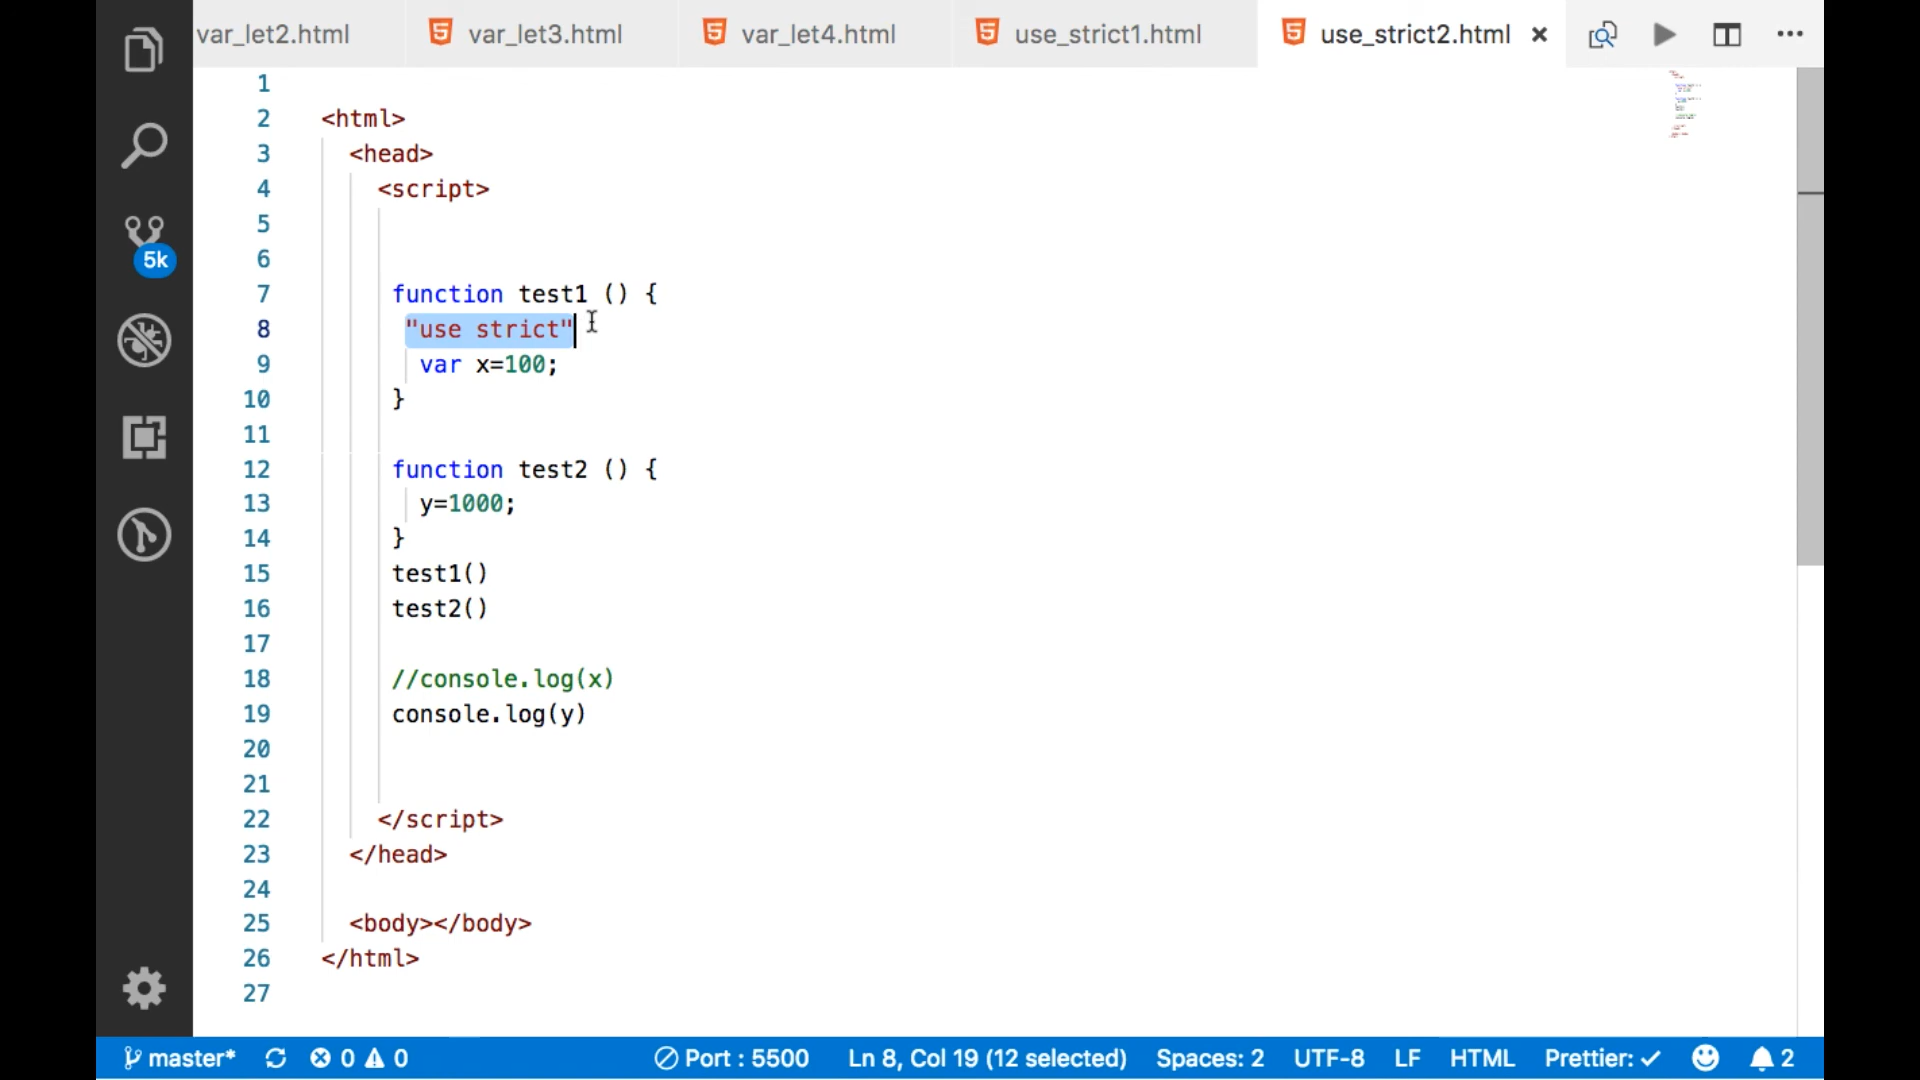 var_let2.html var_let3.html var_let4.html use_strict1.html use_strict2.html
1
2 <html>
3 <head>
4 <script>
5
6
7 function test1 () {
8 "use strict"
9 var x=100;
10 }
11
12 function test2 () {
13 y=1000;
14 }
15 test1()
16 test2()
17
18 //console.log(x)
19 console.log(y)
20
21
22 </script>
23 </head>
24
25 <body></body>
26 </html>
27
5k
master* 0 0 Port : 5500 Ln 8, Col 19 (12 selected) Spaces: 2 UTF-8 LF HTML Prettier: ✓ 2